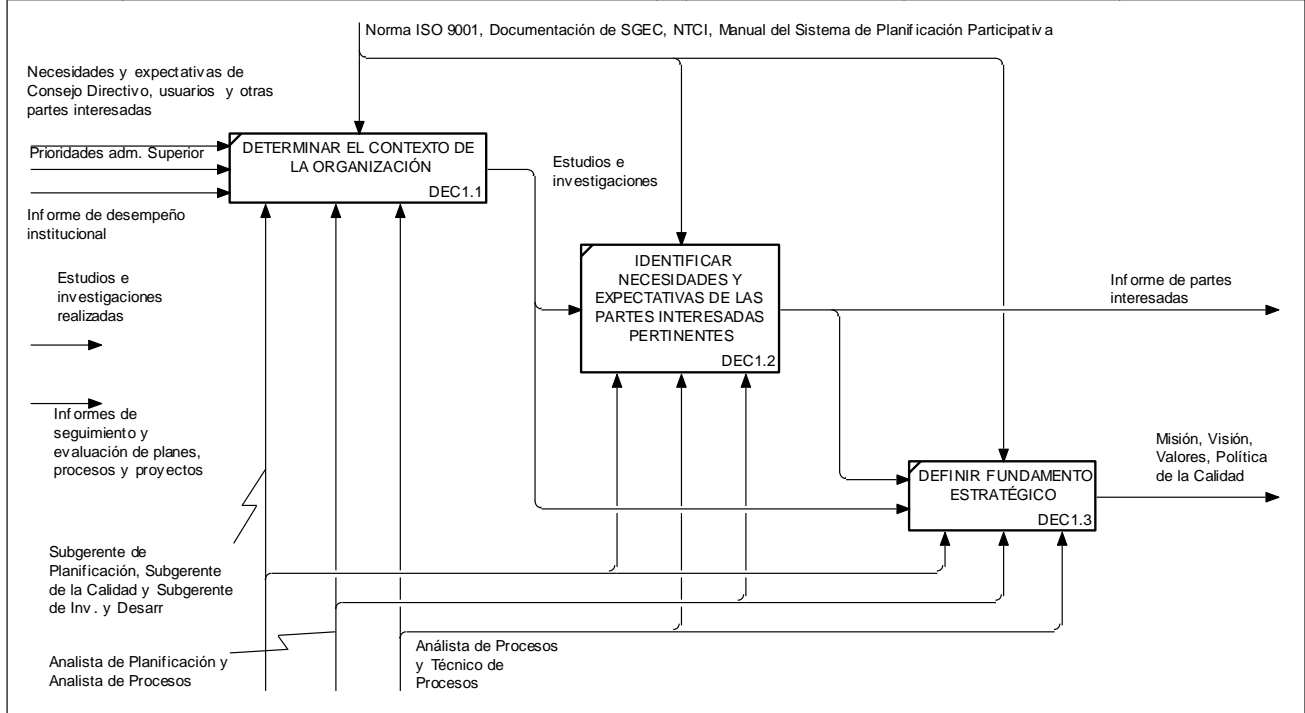 Norma ISO 9001, Documentación de SGEC, NTCI, Manual del Sistema de Planificación Participativa
Necesidades y expectativas de
Consejo Directivo, usuarios y otras
partes interesadas
Prioridades adm. Superior
DETERMINAR EL CONTEXTO DE
LA ORGANIZACIÓN
DEC1.1
Informe de desempeño
institucional
Estudios e
investigaciones
Estudios e
investigaciones
realizadas
IDENTIFICAR
NECESIDADES Y
EXPECTATIVAS DE LAS
PARTES INTERESADAS
PERTINENTES
DEC1.2
Informe de partes
interesadas
Informes de
seguimiento y
evaluación de planes,
procesos y proyectos
DEFINIR FUNDAMENTO
ESTRATÉGICO
DEC1.3
Misión, Visión,
Valores, Política
de la Calidad
Subgerente de
Planificación, Subgerente
de la Calidad y Subgerente
de Inv. y Desarr
Analista de Planificación y
Analista de Procesos
Análista de Procesos
y Técnico de
Procesos